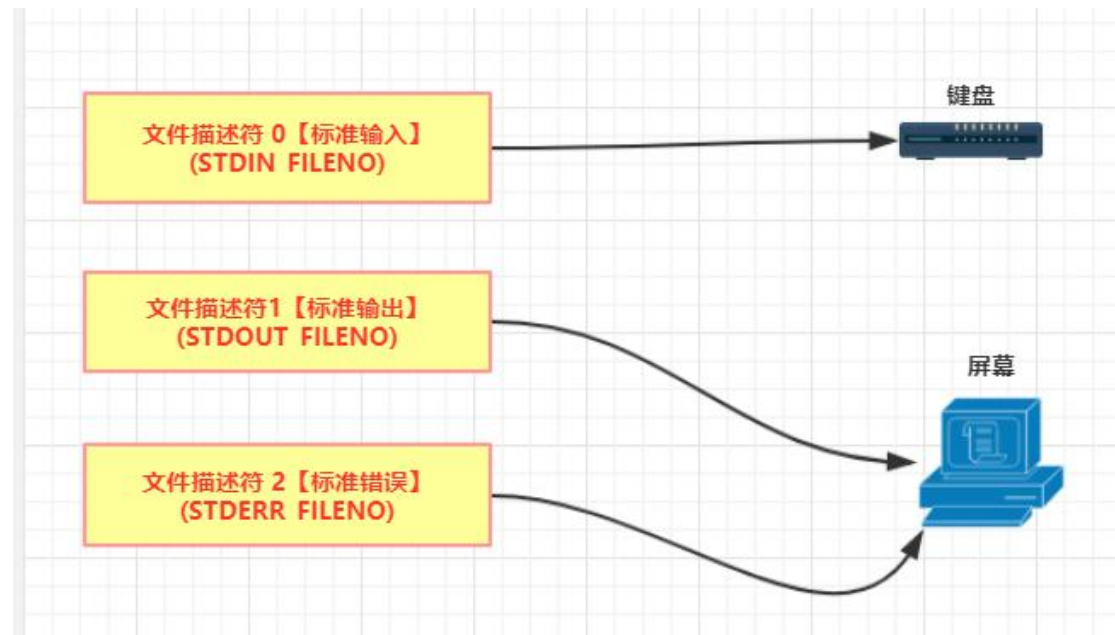 键盘
文件描述符 0【标准输入】
(STDIN FILENO)
文件描述符1【标准输出】
(STDOUT FILENO)
屏幕
文件描述符 2【标准错误】
(STDERR FILENO)